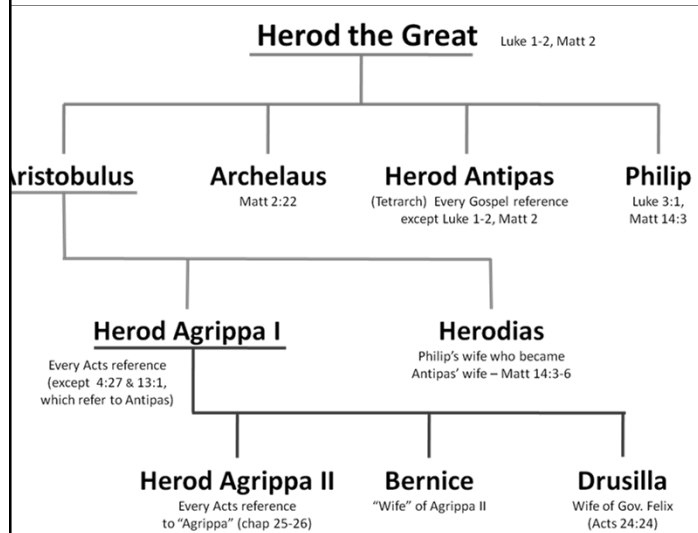 Herod the Great
Luke 1-2, Matt 2
Aristobulus
Archelaus
Matt 2:22
Herod Antipas
(Tetrarch) Every Gospel reference
except Luke 1-2, Matt 2
Philip
Luke 3:1,
Matt 14:3
Herod Agrippa I
Every Acts reference
(except 4:27 & 13:1,
which refer to Antipas)
Herodias
Philip's wife who became
Antipas' wife – Matt 14:3-6
Herod Agrippa II
Every Acts reference
to "Agrippa" (chap 25-26)
Bernice
"Wife" of Agrippa II
Drusilla
Wife of Gov. Felix
(Acts 24:24)